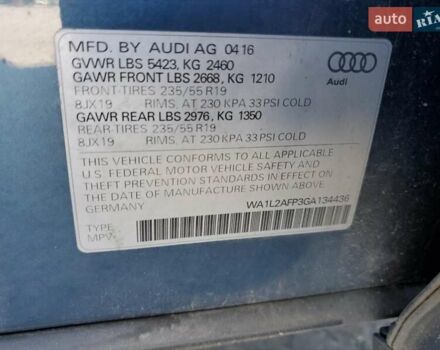 AUTO
RIA
MFD. BY AUDI AG 04 16
GVWR LBS 5423, KG 2460
GAWR FRONT LBS 2668, KG 1210
FRONT-TIRES 235/55 R19
8JX19 RIMS, AT 230 KPA 33 PSI COLD
GAWR REAR LBS 2976, KG 1350
REAR-TIRES 235/55 R19
8JX19 RIMS, AT 230 KPA 33 PSI COLD
Audi
THIS VEHICLE CONFORMS TO ALL APPLICABLE
U.S. FEDERAL MOTOR VEHICLE SAFETY AND
THEFT PREVENTION STANDARDS IN EFFECT ON
THE DATE OF MANUFACTURE SHOWN ABOVE.
GERMANY
WA1L2AFP3GA134436
TYPE:
MPV